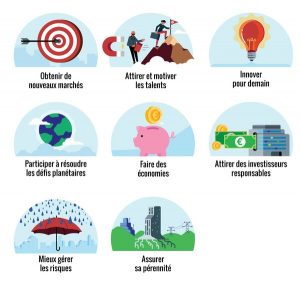 Obtenir de
nouveaux marchés
Attirer et motiver
les talents
Innover
pour demain
Participer à résoudre
les défis planétaires
Faire des
économies
Attirer des investisseurs
responsables
Mieux gérer
les risques
Assurer
sa pérennité